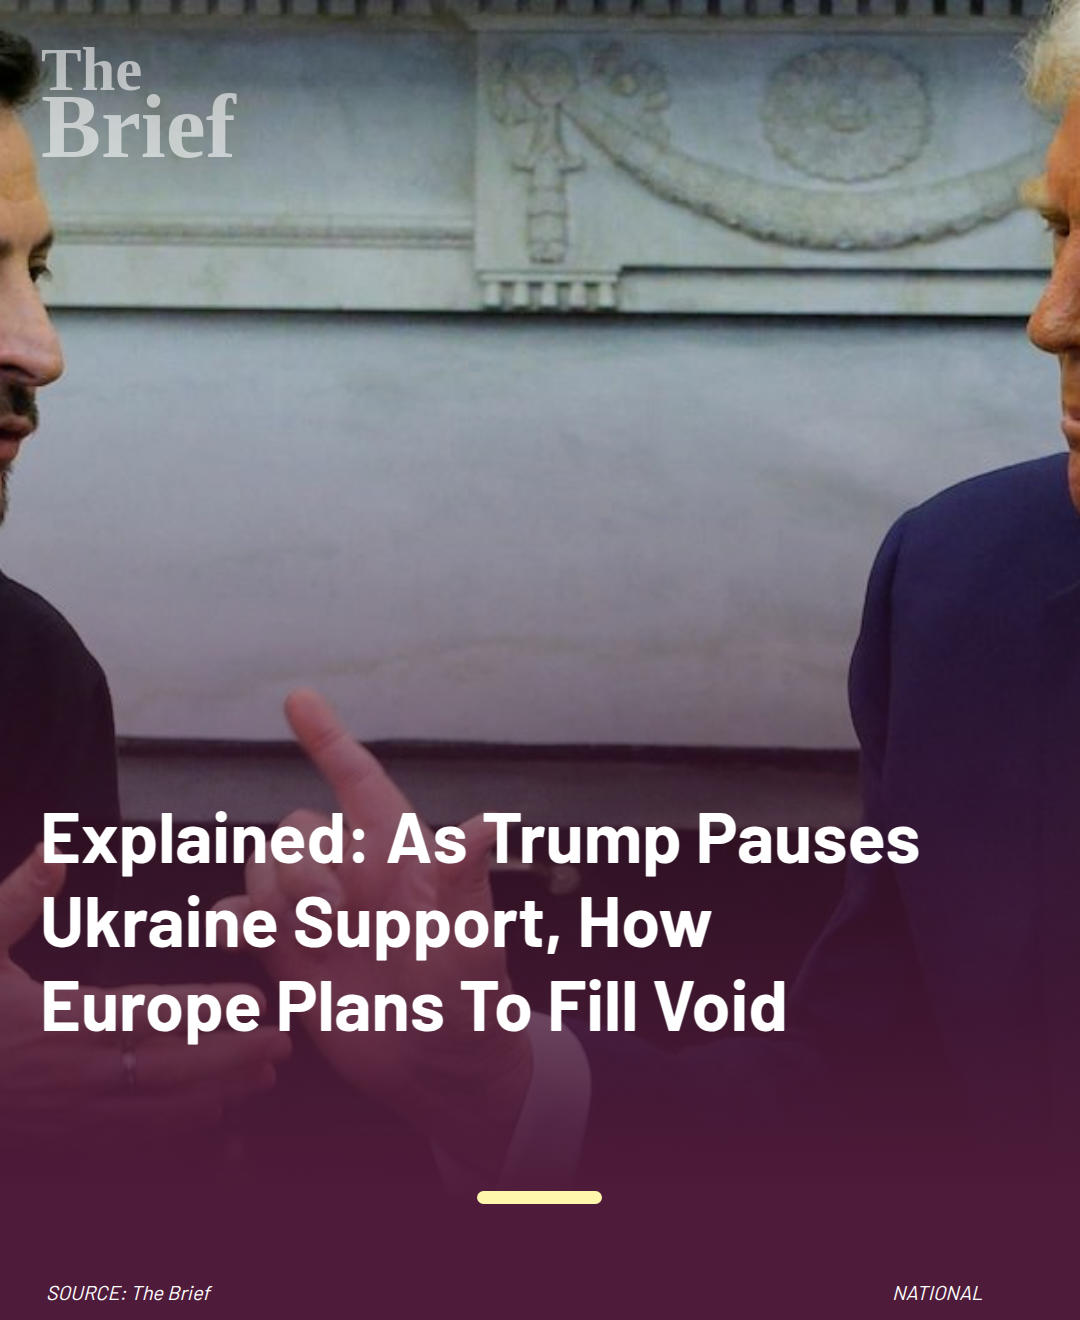 The
Brief
Explained: As Trump Pauses
Ukraine Support, How
Europe Plans To Fill Void
SOURCE: The Brief
NATIONAL